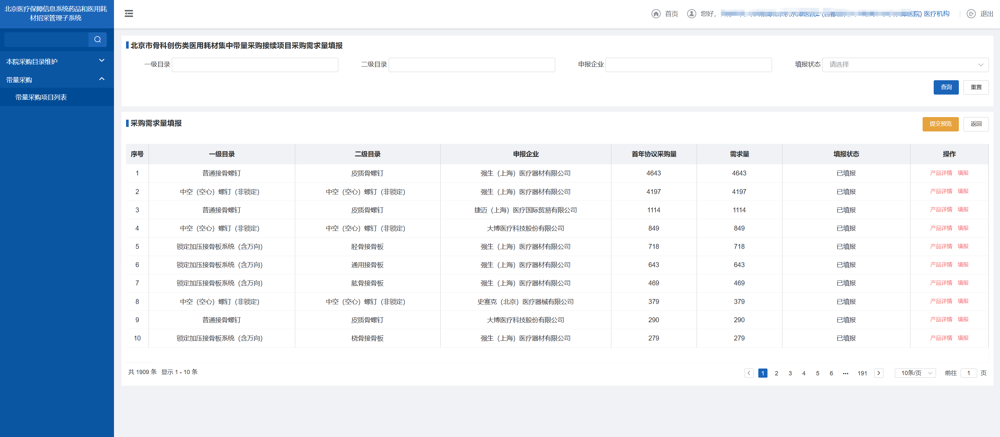 北京医疗保障信息系统药品和医用耗
材招采管理子系统
首页 您好， 医院) 医疗机构 退出
本院采购目录维护
带量采购
带量采购项目列表
北京市骨科创伤类医用耗材集中带量采购接续项目采购需求量填报
一级目录 二级目录 申报企业 填报状态 请选择
查询 重置
采购需求量填报
提交预览 返回
序号 一级目录 二级目录 申报企业 首年协议采购量 需求量 填报状态 操作
1 普通接骨螺钉 皮质骨螺钉 强生（上海）医疗器材有限公司 4643 4643 已填报 产品详情 填报
2 中空（空心）螺钉（非锁定） 中空（空心）螺钉（非锁定） 强生（上海）医疗器材有限公司 4197 4197 已填报 产品详情 填报
3 普通接骨螺钉 皮质骨螺钉 捷迈（上海）医疗国际贸易有限公司 1114 1114 已填报 产品详情 填报
4 中空（空心）螺钉（非锁定） 中空（空心）螺钉（非锁定） 大博医疗科技股份有限公司 849 849 已填报 产品详情 填报
5 锁定加压接骨板系统（含万向） 胫骨接骨板 强生（上海）医疗器材有限公司 718 718 已填报 产品详情 填报
6 锁定加压接骨板系统（含万向） 通用接骨板 强生（上海）医疗器材有限公司 643 643 已填报 产品详情 填报
7 锁定加压接骨板系统（含万向） 肱骨接骨板 强生（上海）医疗器材有限公司 469 469 已填报 产品详情 填报
8 中空（空心）螺钉（非锁定） 中空（空心）螺钉（非锁定） 史赛克（北京）医疗器械有限公司 379 379 已填报 产品详情 填报
9 普通接骨螺钉 皮质骨螺钉 大博医疗科技股份有限公司 290 290 已填报 产品详情 填报
10 锁定加压接骨板系统（含万向） 桡骨接骨板 强生（上海）医疗器材有限公司 279 279 已填报 产品详情 填报
共 1909 条 显示 1 - 10 条 1 2 3 4 5 6 ••• 191 10条/页 前往 1 页